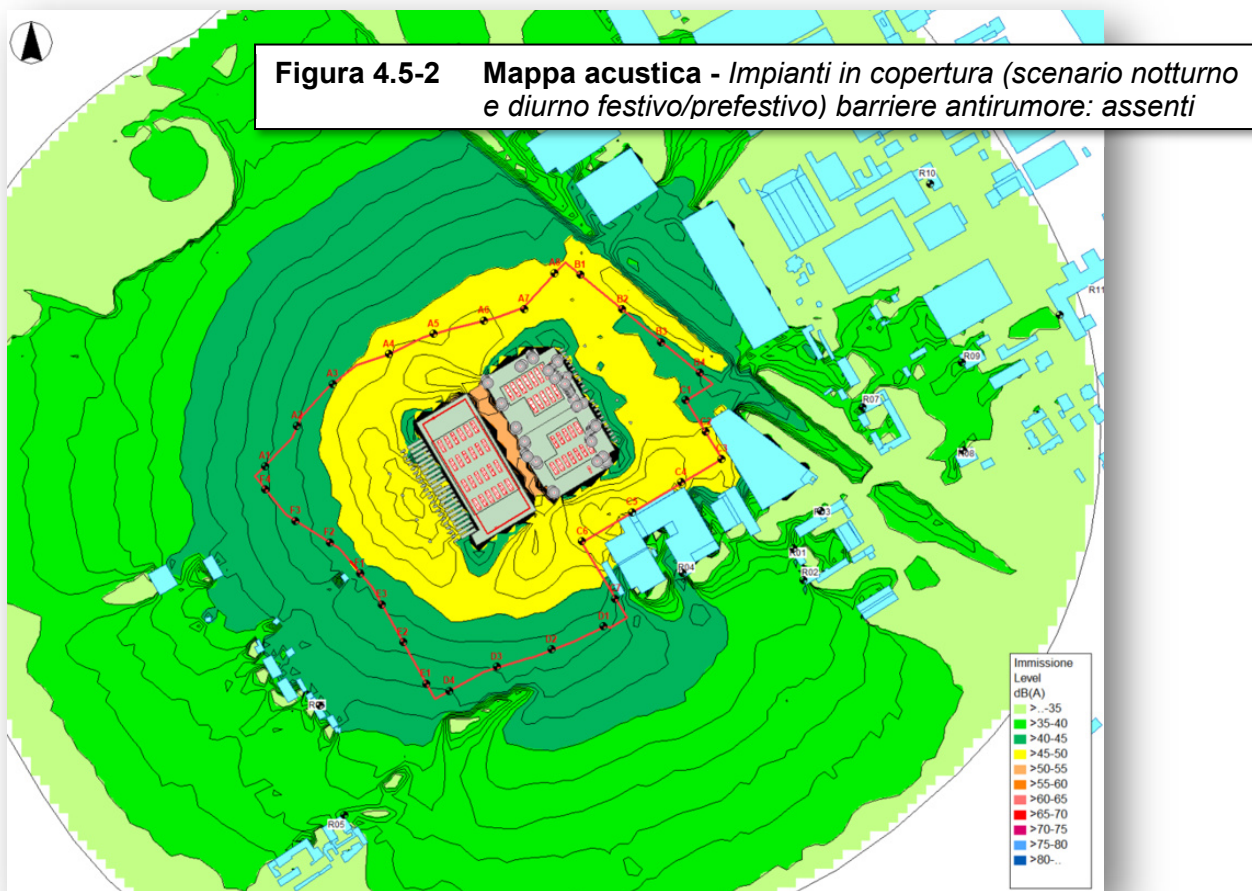 Figura 4.5-2 Mappa acustica - Impianti in copertura (scenario notturno
e diurno festivo/prefestivo) barriere antirumore: assenti
R10
R11
A8
B1
A7
B2
A6
A5
B3
A4
A3
R09
C1
R07
A2
R08
A1
C4
F3
C5
R03
F2
C6
R01
R04
R02
E3
D1
E2
D2
D3
E1
D4
R05
Immissione
Level
dB(A)
>..-35
>35-40
>40-45
>45-50
>50-55
>55-60
>60-65
>65-70
>70-75
>75-80
>80-..